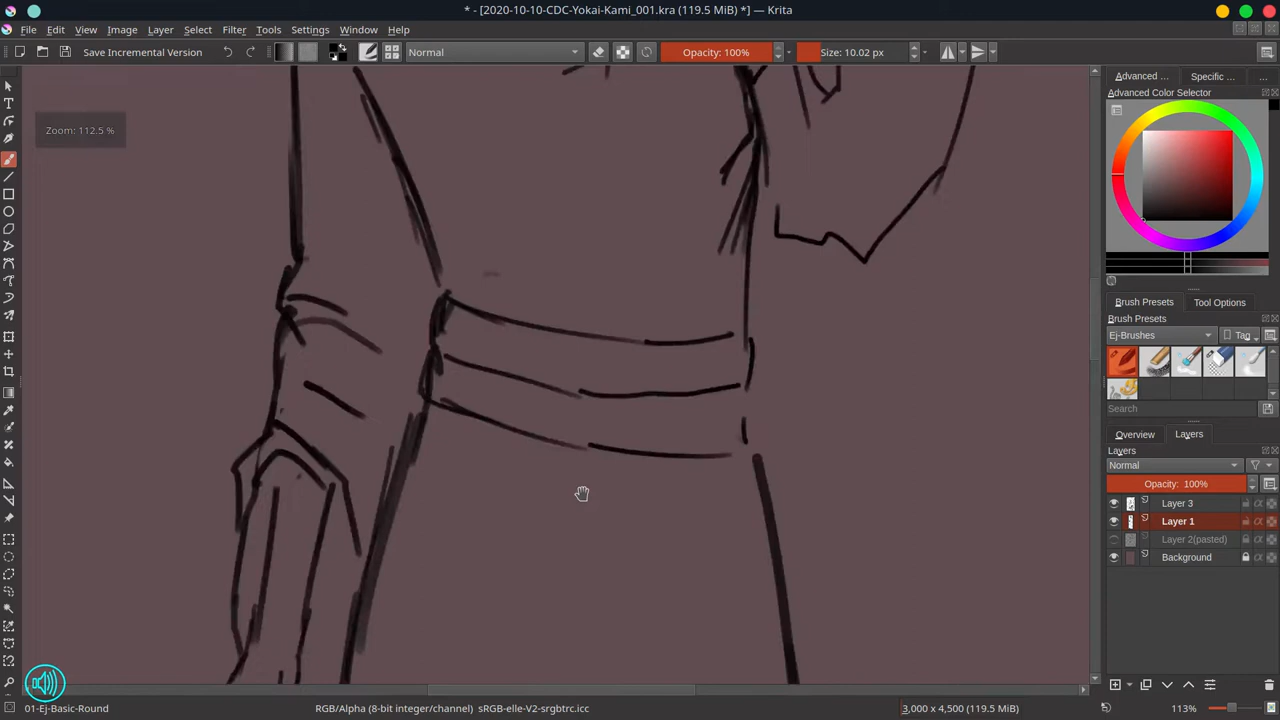 * - [2020-10-10-CDC-Yokai-Kami_001.kra (119.5 MiB) *] — Krita
File Edit View Image Layer Select Filter Tools Settings Window Help
Save Incremental Version Normal Opacity: 100% Size: 10.02 px
Advanced ... Specific ... ...
Advanced Color Selector
Zoom: 112.5 %
Brush Presets Tool Options
Brush Presets
Ej-Brushes Tag
Search
Overview Layers
Layers
Normal
Opacity: 100%
Layer 3
Layer 1
Layer 2(pasted)
Background
01-Ej-Basic-Round RGB/Alpha (8-bit integer/channel) sRGB-elle-V2-srgbtrc.icc 3,000 x 4,500 (119.5 MiB) 113%